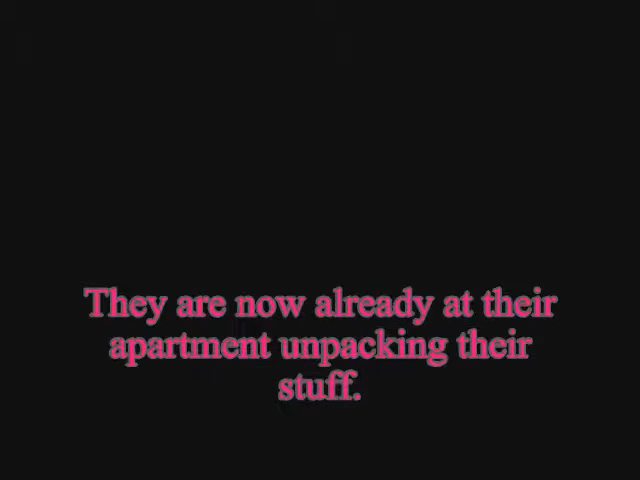 They are now already at their
apartment unpacking their
stuff.